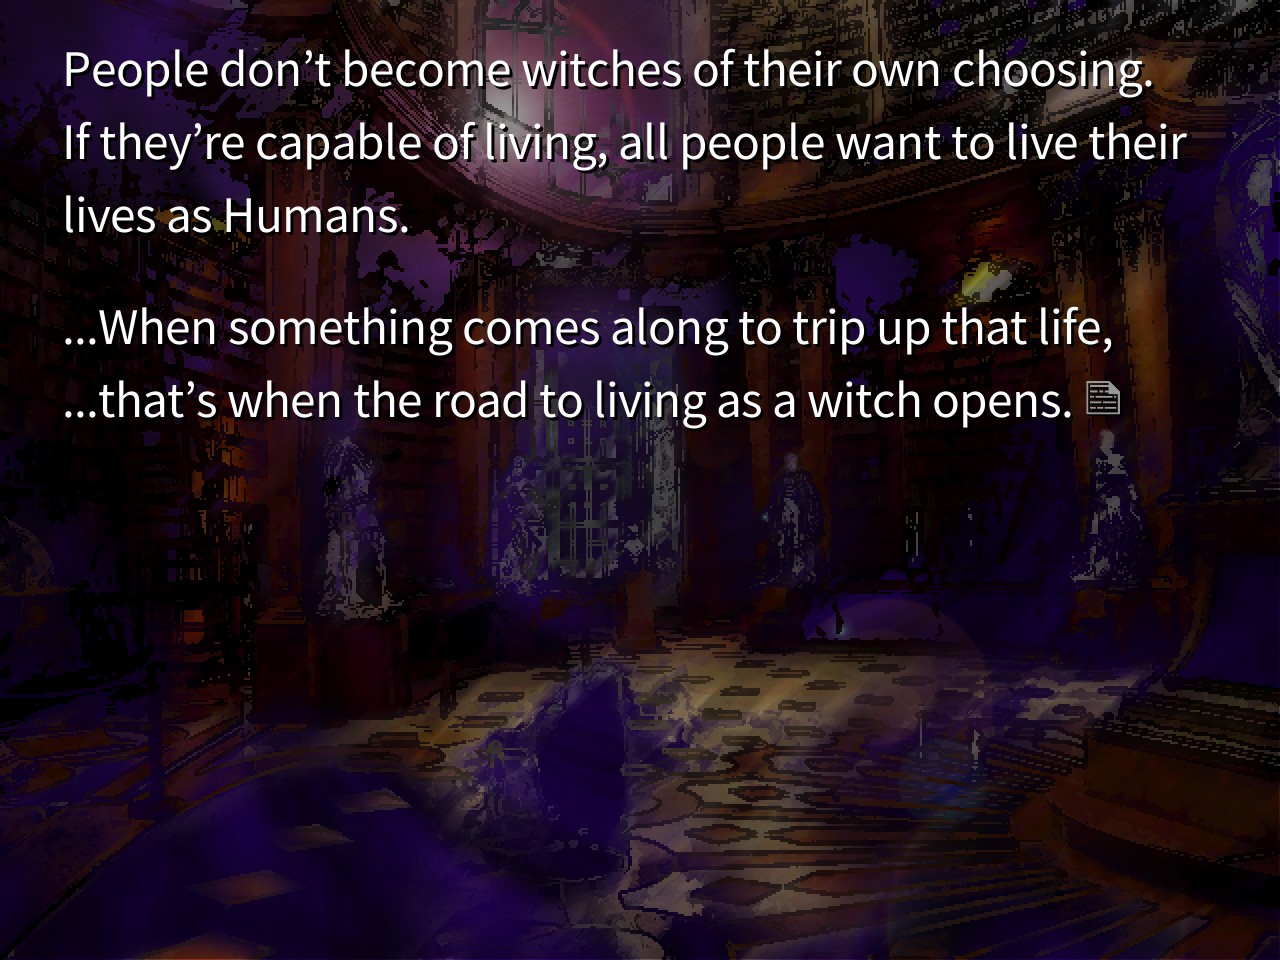 People don’t become witches of their own choosing.
If they’re capable of living, all people want to live their
lives as Humans.
...When something comes along to trip up that life,
...that’s when the road to living as a witch opens.